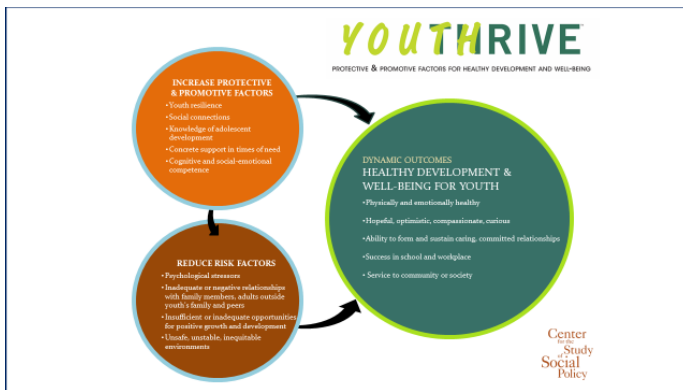 YOUTHRIVE™
PROTECTIVE & PROMOTIVE FACTORS FOR HEALTHY DEVELOPMENT AND WELL-BEING
INCREASE PROTECTIVE
& PROMOTIVE FACTORS
•Youth resilience
•Social connections
•Knowledge of adolescent
development
•Concrete support in times of need
•Cognitive and social-emotional
competence
DYNAMIC OUTCOMES
HEALTHY DEVELOPMENT &
WELL-BEING FOR YOUTH
•Physically and emotionally healthy
•Hopeful, optimistic, compassionate, curious
•Ability to form and sustain caring, committed relationships
•Success in school and workplace
• Service to community or society
REDUCE RISK FACTORS
•Psychological stressors
•Inadequate or negative relationships
with family members, adults outside
youth's family and peers
•Insufficient or inadequate opportunities
for positive growth and development
•Unsafe, unstable, inequitable
environments
Center
for the
Study
of
Social
Policy